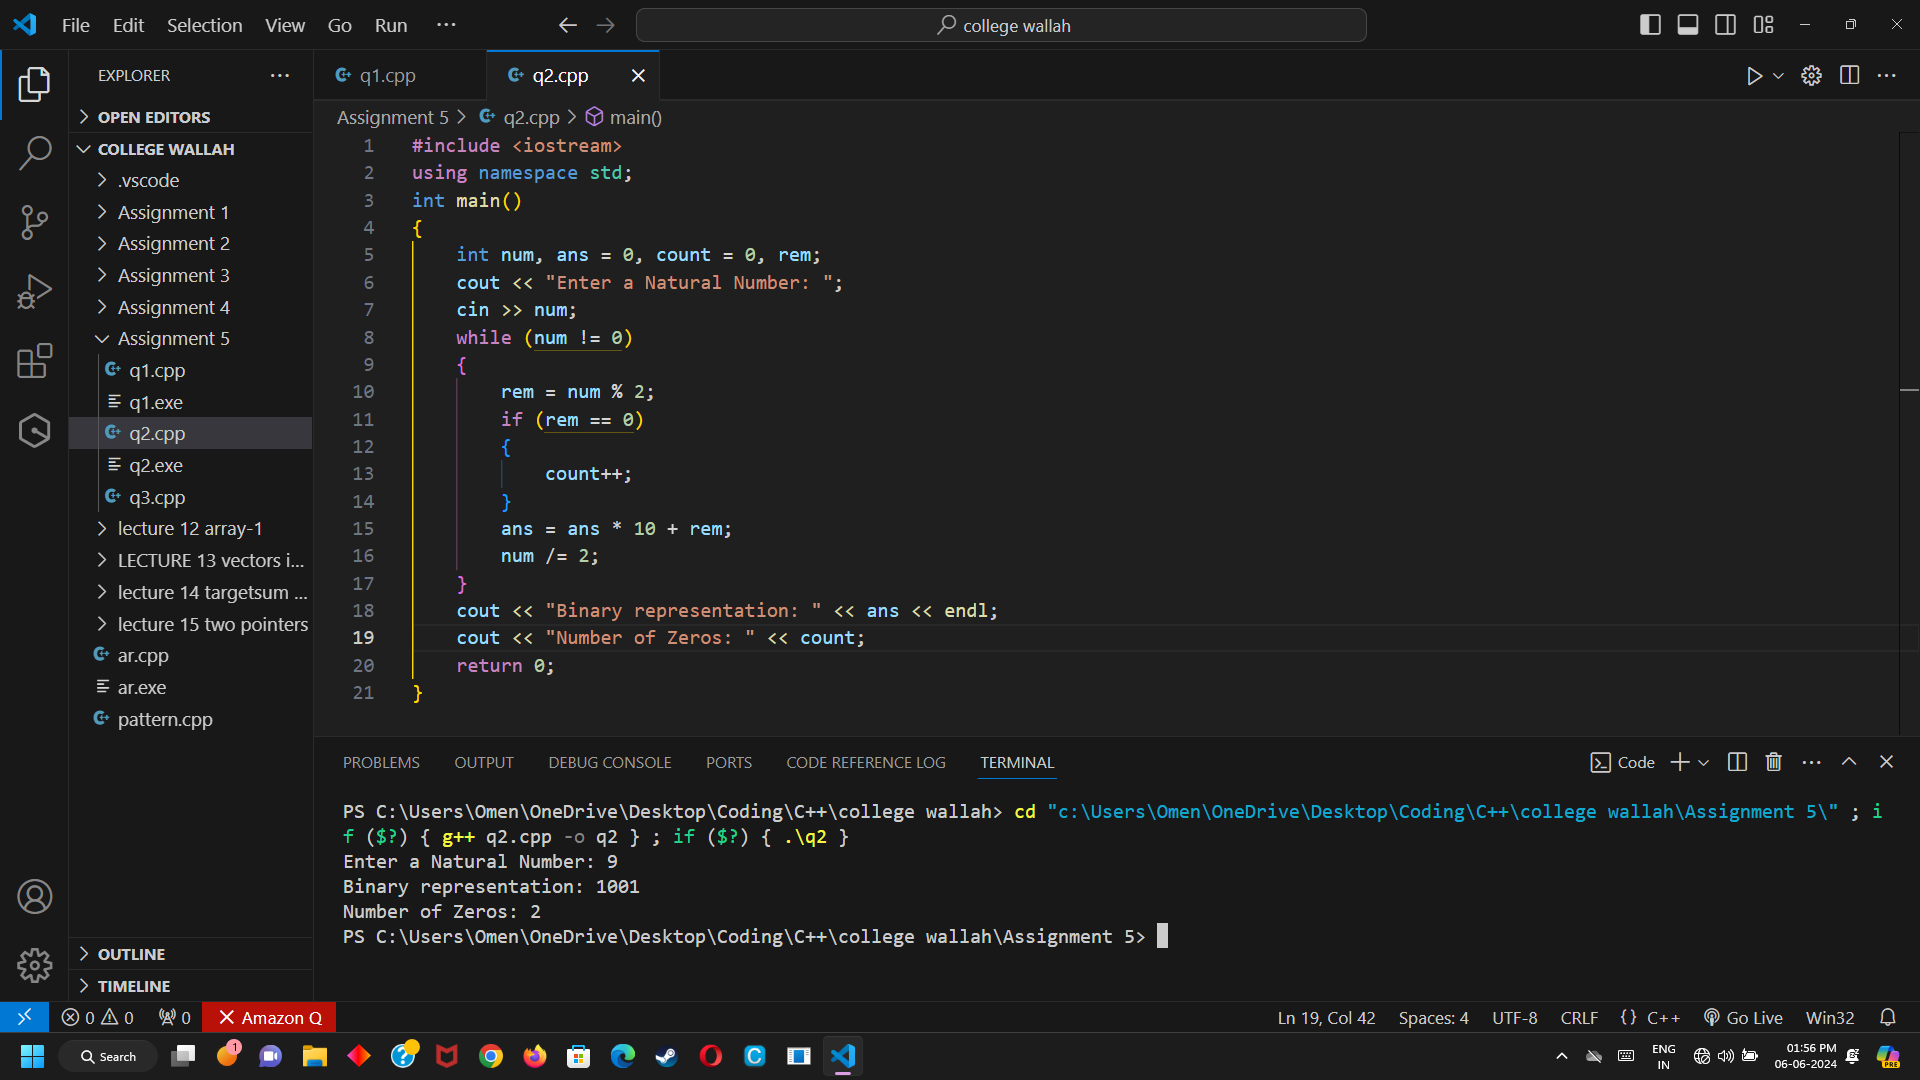 File Edit Selection View Go Run ···
college wallah
EXPLORER ···
OPEN EDITORS
COLLEGE WALLAH
.vscode
Assignment 1
Assignment 2
Assignment 3
Assignment 4
Assignment 5
q1.cpp
q1.exe
q2.cpp
q2.exe
q3.cpp
lecture 12 array-1
LECTURE 13 vectors i...
lecture 14 targetsum ...
lecture 15 two pointers
ar.cpp
ar.exe
pattern.cpp
OUTLINE
TIMELINE
q1.cpp q2.cpp
Assignment 5 > q2.cpp > main()
1 #include <iostream>
2 using namespace std;
3 int main()
4 {
5 int num, ans = 0, count = 0, rem;
6 cout << "Enter a Natural Number: ";
7 cin >> num;
8 while (num != 0)
9 {
10 rem = num % 2;
11 if (rem == 0)
12 {
13 count++;
14 }
15 ans = ans * 10 + rem;
16 num /= 2;
17 }
18 cout << "Binary representation: " << ans << endl;
19 cout << "Number of Zeros: " << count;
20 return 0;
21 }
PROBLEMS OUTPUT DEBUG CONSOLE PORTS CODE REFERENCE LOG TERMINAL Code
PS C:\Users\Omen\OneDrive\Desktop\Coding\C++\college wallah> cd "c:\Users\Omen\OneDrive\Desktop\Coding\C++\college wallah\Assignment 5\" ; i
f ($?) { g++ q2.cpp -o q2 } ; if ($?) { .\q2 }
Enter a Natural Number: 9
Binary representation: 1001
Number of Zeros: 2
PS C:\Users\Omen\OneDrive\Desktop\Coding\C++\college wallah\Assignment 5>
0 0 0 Amazon Q Ln 19, Col 42 Spaces: 4 UTF-8 CRLF {} C++ Go Live Win32
Search 1 ENG 01:56 PM
IN 06-06-2024 PRE